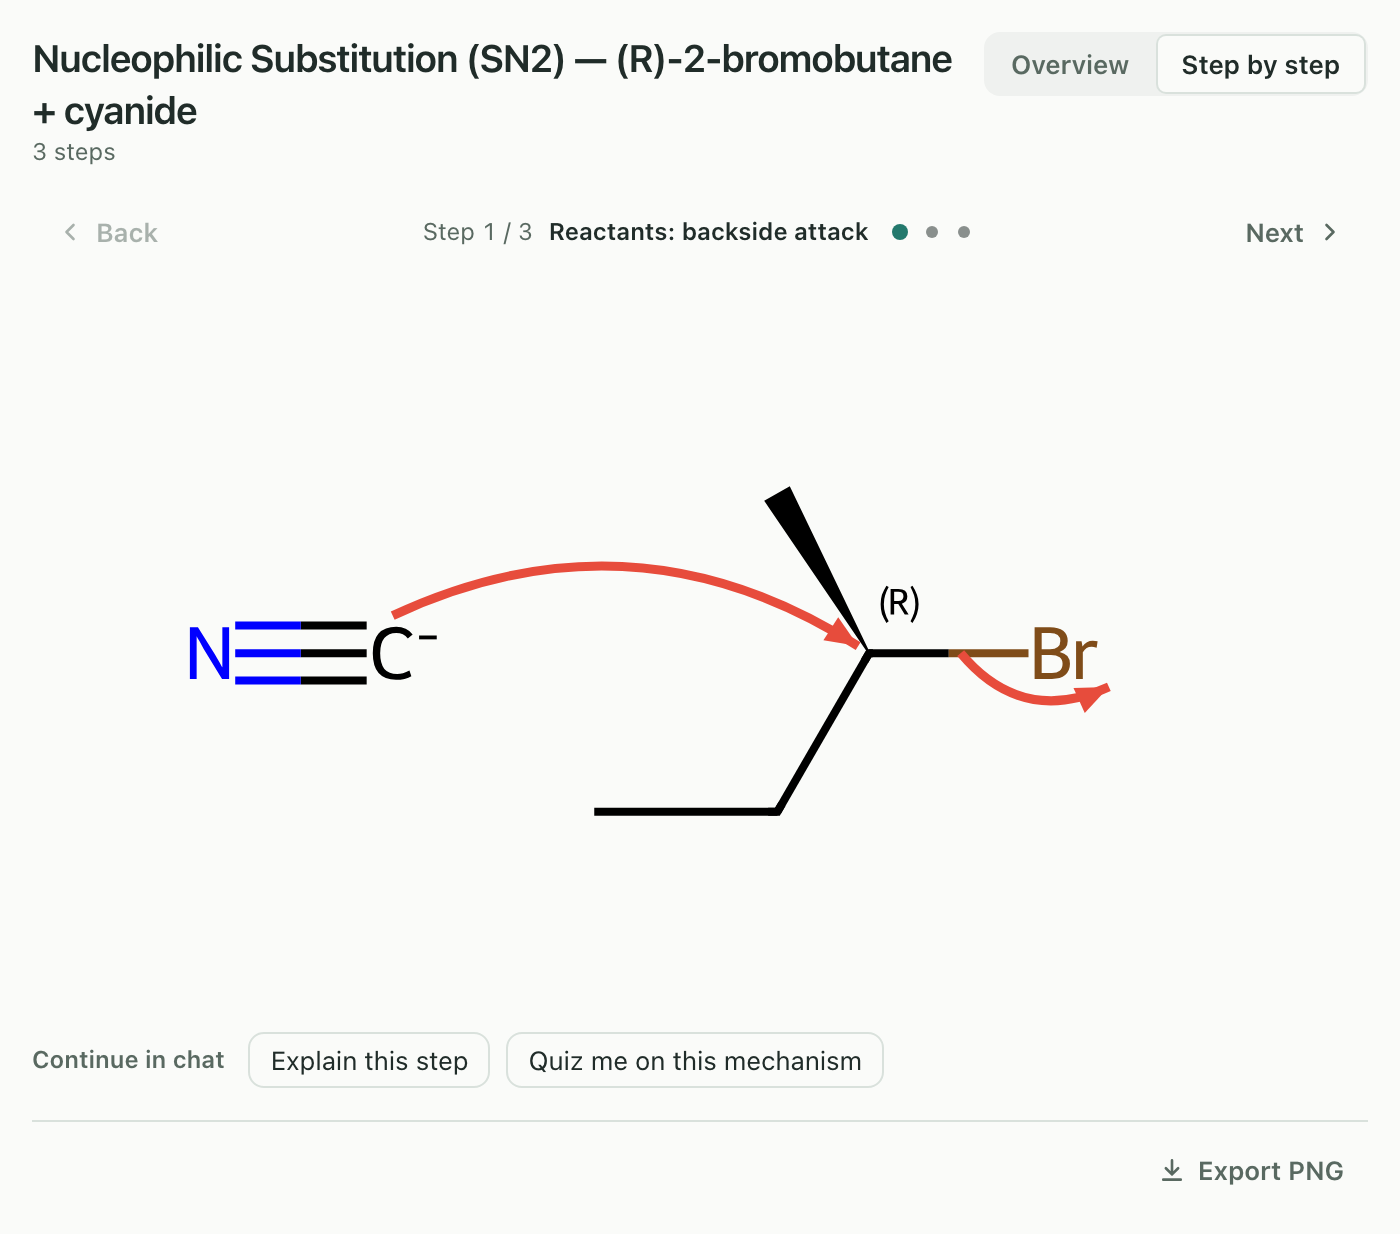 Nucleophilic Substitution (SN2) — (R)-2-bromobutane
+ cyanide
3 steps
Overview
Step by step
Back
Step 1 / 3 Reactants: backside attack
Next
(R)
N
C⁻
Br
Continue in chat
Explain this step
Quiz me on this mechanism
Export PNG